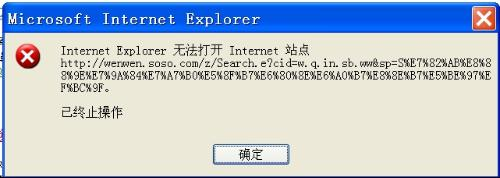 Microsoft Internet Explorer
Internet Explorer 无法打开 Internet 站点
http://wenwen.soso.com/z/Search.e?cid=w.q.in.sb.ww&sp=S%E7%82%AB%E8%8
8%9E%E7%9A%84%E7%A7%B0%E5%8F%B7%E6%80%8E%E6%A0%B7%E8%8E%B7%E5%BE%97%E
F%BC%9F。
已终止操作
确定